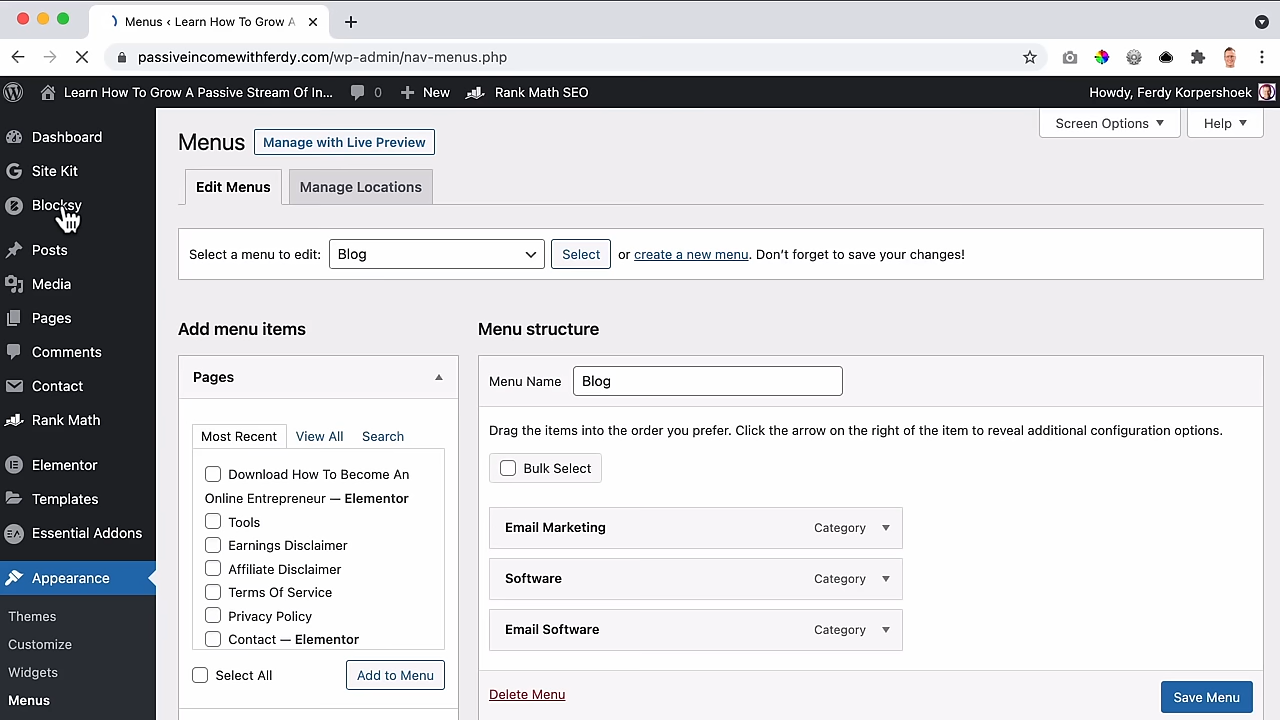 Menus ‹ Learn How To Grow A
passiveincomewithferdy.com/wp-admin/nav-menus.php
Learn How To Grow A Passive Stream Of In... 0 New Rank Math SEO Howdy, Ferdy Korpershoek
Dashboard
Site Kit
Blocksy
Posts
Media
Pages
Comments
Contact
Rank Math
Elementor
Templates
Essential Addons
Appearance
Themes
Customize
Widgets
Menus
Screen Options Help
Menus Manage with Live Preview
Edit Menus Manage Locations
Select a menu to edit: Blog Select or create a new menu. Don’t forget to save your changes!
Add menu items
Pages
Most Recent View All Search
Download How To Become An
Online Entrepreneur — Elementor
Tools
Earnings Disclaimer
Affiliate Disclaimer
Terms Of Service
Privacy Policy
Contact — Elementor
Select All Add to Menu
Menu structure
Menu Name Blog
Drag the items into the order you prefer. Click the arrow on the right of the item to reveal additional configuration options.
Bulk Select
Email Marketing Category
Software Category
Email Software Category
Delete Menu Save Menu